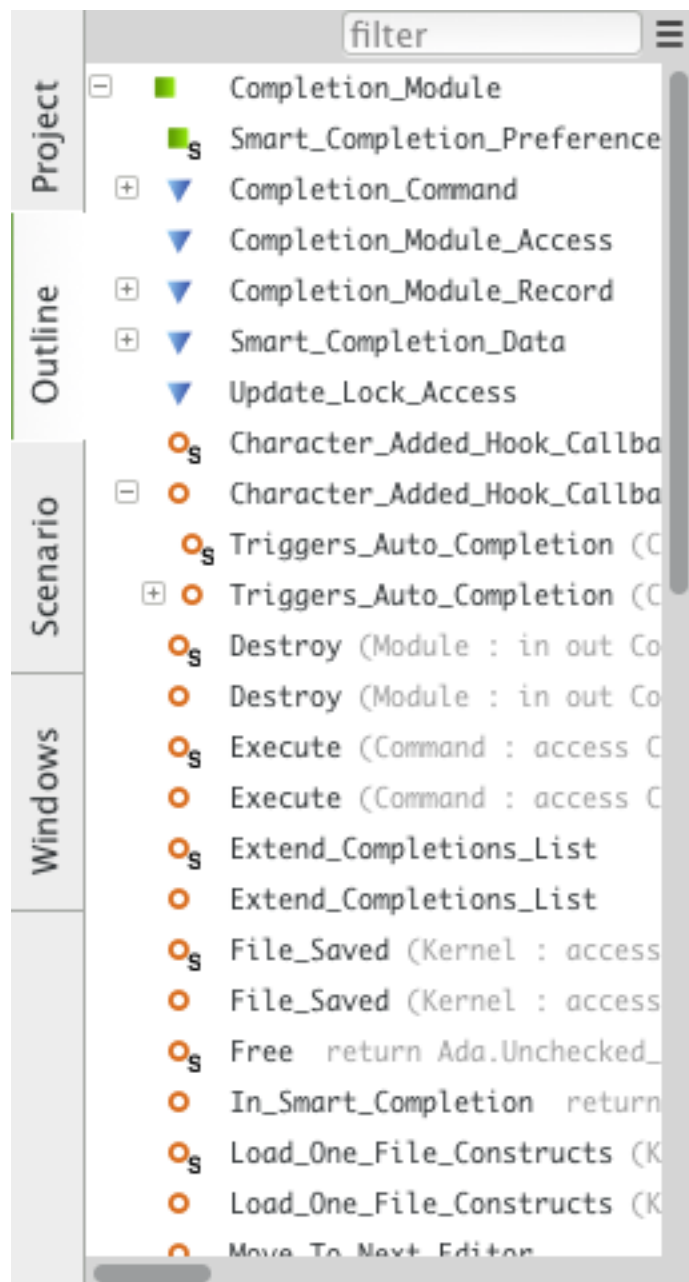 filter
Project
Outline
Scenario
Windows
Completion_Module
S Smart_Completion_Preference
Completion_Command
Completion_Module_Access
Completion_Module_Record
Smart_Completion_Data
Update_Lock_Access
S Character_Added_Hook_Callba
Character_Added_Hook_Callba
S Triggers_Auto_Completion (C
Triggers_Auto_Completion (C
S Destroy (Module : in out Co
Destroy (Module : in out Co
S Execute (Command : access C
Execute (Command : access C
S Extend_Completions_List
Extend_Completions_List
S File_Saved (Kernel : access
File_Saved (Kernel : access
S Free return Ada.Unchecked_
In_Smart_Completion return
S Load_One_File_Constructs (K
Load_One_File_Constructs (K
Move_To_Next_Editor